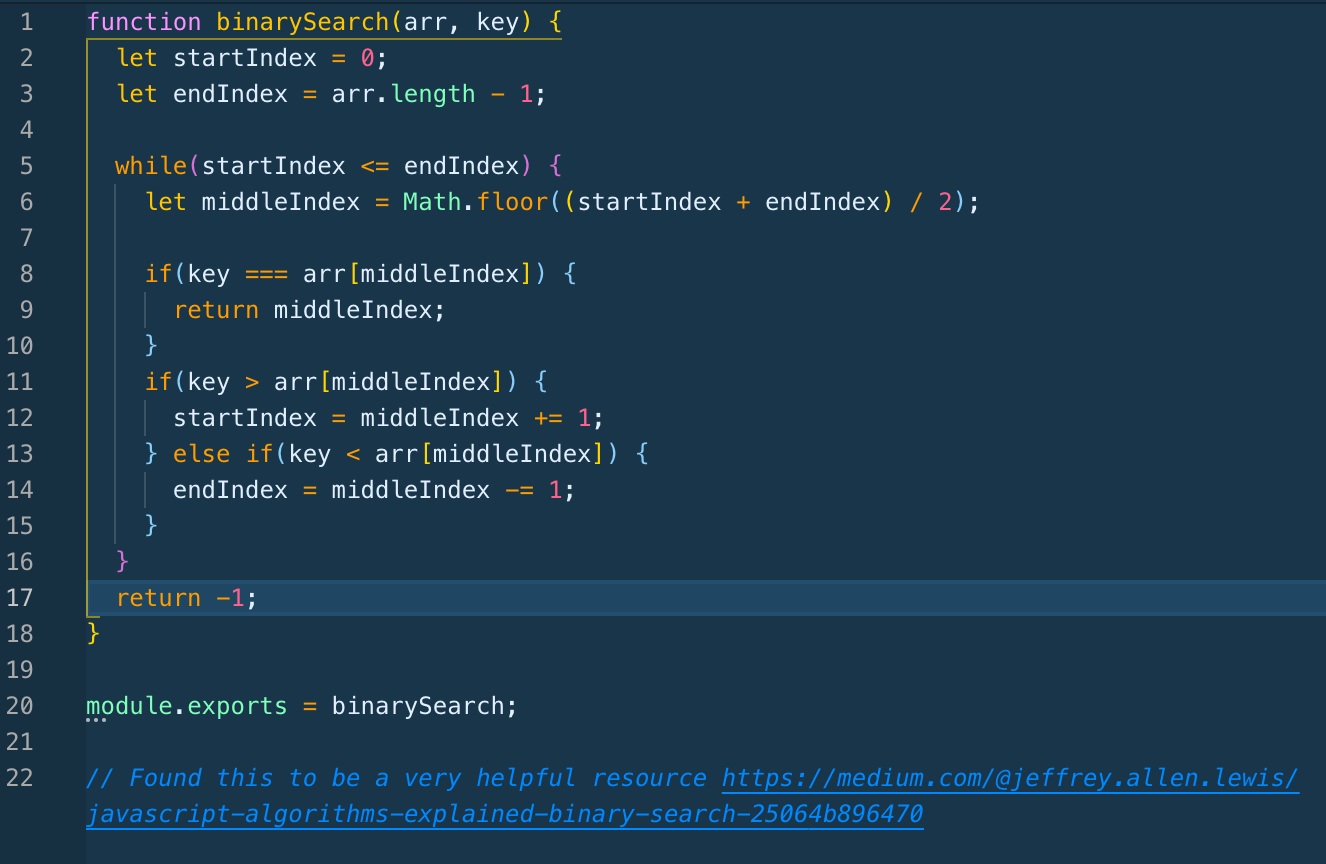 1 function binarySearch(arr, key) {
2   let startIndex = 0;
3   let endIndex = arr.length - 1;
4
5   while(startIndex <= endIndex) {
6     let middleIndex = Math.floor((startIndex + endIndex) / 2);
7
8     if(key === arr[middleIndex]) {
9       return middleIndex;
10     }
11     if(key > arr[middleIndex]) {
12       startIndex = middleIndex += 1;
13     } else if(key < arr[middleIndex]) {
14       endIndex = middleIndex -= 1;
15     }
16   }
17   return -1;
18 }
19
20 module.exports = binarySearch;
21
22 // Found this to be a very helpful resource https://medium.com/@jeffrey.allen.lewis/
javascript-algorithms-explained-binary-search-25064b896470